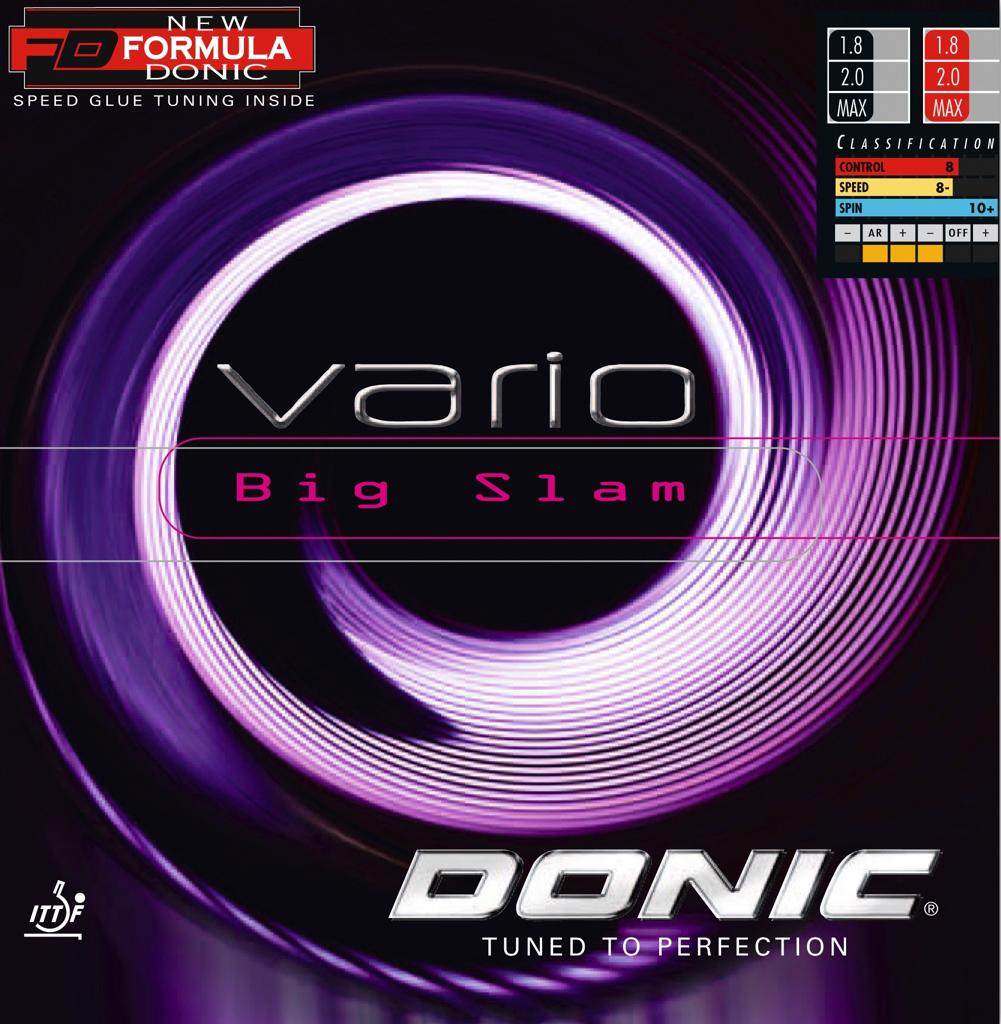 NEW
FD FORMULA
DONIC
SPEED GLUE TUNING INSIDE
1.8 1.8
2.0 2.0
MAX MAX
CLASSIFICATION
CONTROL 8
SPEED 8-
SPIN 10+
- AR + - OFF +
vario
Big Slam
DONIC®
TUNED TO PERFECTION
ITTF